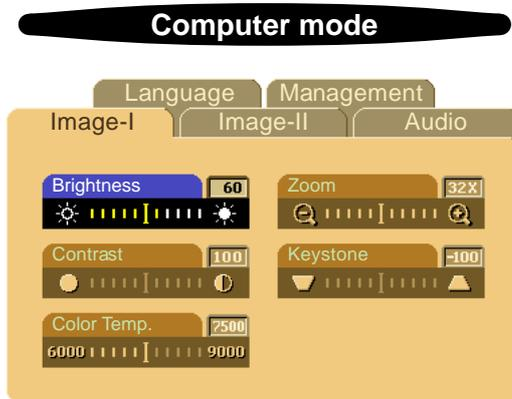 Computer mode
Language Management
Image-I Image-II Audio
Brightness 60
Zoom 32X
Contrast 100
Keystone -100
Color Temp. 7500
6000 9000